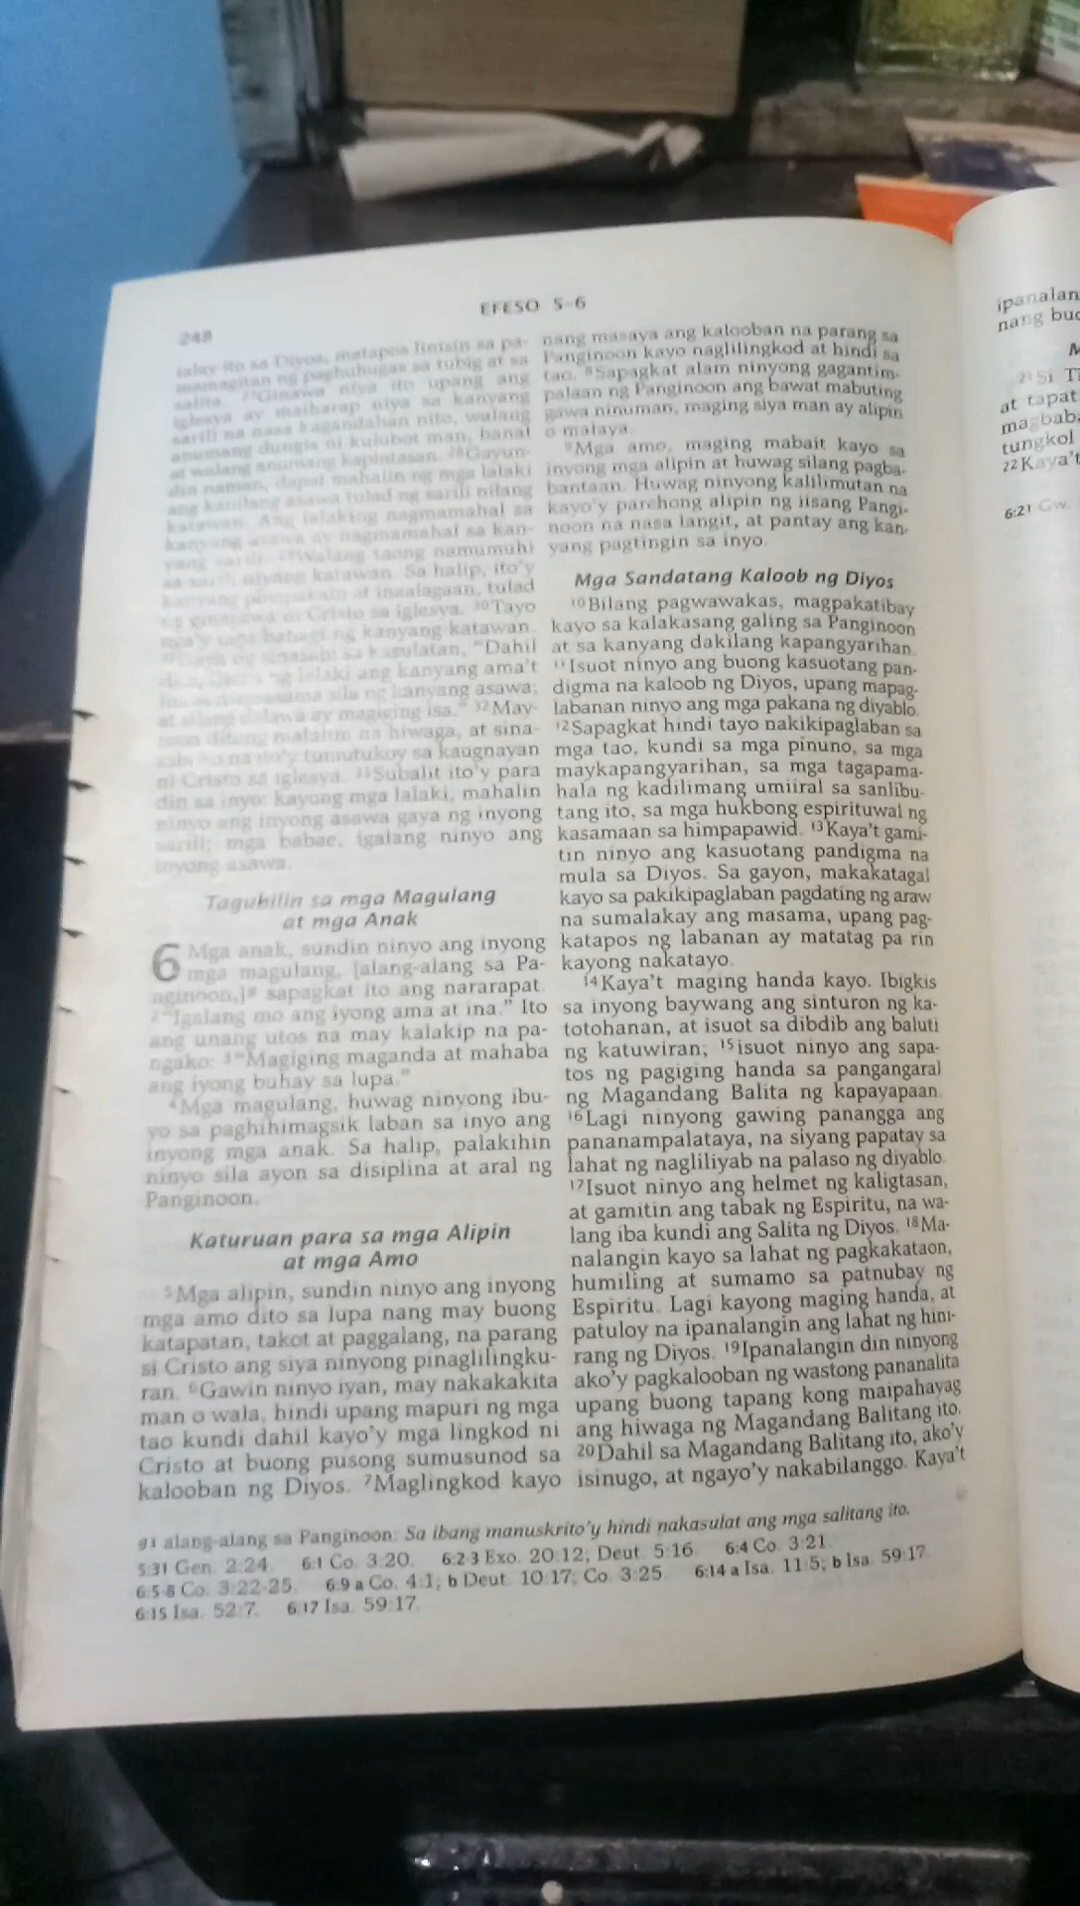 EFESO 5-6
248
nang masaya ang kalooban na parang sa
Panginoon kayo naglilingkod at hindi sa
tao. ⁸Sapagkat alam ninyong gagantim-
palaan ng Panginoon ang bawat mabuting
gawa ninuman, maging siya man ay alipin
o malaya.
⁹Mga amo, maging mabait kayo sa
inyong mga alipin at huwag silang pagba-
bantaan. Huwag ninyong kalilimutan na
kayo'y parehong alipin ng iisang Pangi-
noon na nasa langit, at pantay ang kan-
yang pagtingin sa inyo.
Mga Sandatang Kaloob ng Diyos
¹⁰Bilang pagwawakas, magpakatibay
kayo sa kalakasang galing sa Panginoon
at sa kanyang dakilang kapangyarihan.
¹¹Isuot ninyo ang buong kasuotang pan-
digma na kaloob ng Diyos, upang mapag-
labanan ninyo ang mga pakana ng diyablo.
¹²Sapagkat hindi tayo nakikipaglaban sa
mga tao, kundi sa mga pinuno, sa mga
maykapangyarihan, sa mga tagapama-
hala ng kadilimang umiiral sa sanlibu-
tang ito, sa mga hukbong espirituwal ng
kasamaan sa himpapawid. ¹³Kaya't gami-
tin ninyo ang kasuotang pandigma na
mula sa Diyos. Sa gayon, makakatagal
kayo sa pakikipaglaban pagdating ng araw
na sumalakay ang masama, upang pag-
katapos ng labanan ay matatag pa rin
kayong nakatayo.
¹⁴Kaya't maging handa kayo. Ibigkis
sa inyong baywang ang sinturon ng ka-
totohanan, at isuot sa dibdib ang baluti
ng katuwiran; ¹⁵isuot ninyo ang sapa-
tos ng pagiging handa sa pangangaral
ng Magandang Balita ng kapayapaan.
¹⁶Lagi ninyong gawing panangga ang
pananampalataya, na siyang papatay sa
lahat ng nagliliyab na palaso ng diyablo.
¹⁷Isuot ninyo ang helmet ng kaligtasan,
at gamitin ang tabak ng Espiritu, na wa-
lang iba kundi ang Salita ng Diyos. ¹⁸Ma-
nalangin kayo sa lahat ng pagkakataon,
humiling at sumamo sa patnubay ng
Espiritu. Lagi kayong maging handa, at
patuloy na ipanalangin ang lahat ng hini-
rang ng Diyos. ¹⁹Ipanalangin din ninyong
ako'y pagkalooban ng wastong pananalita
upang buong tapang kong maipahayag
ang hiwaga ng Magandang Balitang ito.
²⁰Dahil sa Magandang Balitang ito, ako'y
isinugo, at ngayo'y nakabilanggo. Kaya't
salita. ²⁷Ginawa niya ito upang ang
iglesya ay maiharap niya sa kanyang
sarili na nasa kagandahan nito, walang
anumang dungis ni kulubot man, banal
at walang anumang kapintasan. ²⁸Gayun-
din naman, dapat mahalin ng mga lalaki
ang kanilang asawa tulad ng sarili nilang
katawan. Ang lalaking nagmamahal sa
kanyang asawa ay nagmamahal sa kan-
yang sarili. ²⁹Walang taong namumuhi
sa sarili niyang katawan. Sa halip, ito'y
kanyang pinapakain at inaalagaan, tulad
ng ginagawa ni Cristo sa iglesya. ³⁰Tayo
nga'y mga bahagi ng kanyang katawan.
sa kasulatan, "Dahil
lalaki ang kanyang ama't
sila ng kanyang asawa;
at silang dalawa ay magiging isa." ³²May-
roon ditong malalim na hiwaga, at sina-
tumutukoy sa kaugnayan
ni Cristo sa iglesya. ³³Subalit ito'y para
din sa inyo: kayong mga lalaki, mahalin
ninyo ang inyong asawa gaya ng inyong
sarili; mga babae, igalang ninyo ang
inyong asawa.
Tagubilin sa mga Magulang
at mga Anak
6 Mga anak, sundin ninyo ang inyong
mga magulang, [alang-alang sa Pa-
nginoon,]ᵍ sapagkat ito ang nararapat.
²"Igalang mo ang iyong ama at ina." Ito
ang unang utos na may kalakip na pa-
ngako: ³"Magiging maganda at mahaba
ang iyong buhay sa lupa."
⁴Mga magulang, huwag ninyong ibu-
yo sa paghihimagsik laban sa inyo ang
inyong mga anak. Sa halip, palakihin
ninyo sila ayon sa disiplina at aral ng
Panginoon.
Katuruan para sa mga Alipin
at mga Amo
⁵Mga alipin, sundin ninyo ang inyong
mga amo dito sa lupa nang may buong
katapatan, takot at paggalang, na parang
si Cristo ang siya ninyong pinaglilingku-
ran. ⁶Gawin ninyo iyan, may nakakakita
man o wala, hindi upang mapuri ng mga
tao kundi dahil kayo'y mga lingkod ni
Cristo at buong pusong sumusunod sa
kalooban ng Diyos. ⁷Maglingkod kayo
alang-alang sa Panginoon: Sa ibang manuskrito'y hindi nakasulat ang mga salitang ito.
5:31 Gen. 2:24. 6:1 Co. 3:20. 6:2-3 Exo. 20:12; Deut. 5:16. 6:4 Co. 3:21.
6:5-8 Co. 3:22-25. 6:9 a Co. 4:1; b Deut. 10:17; Co. 3:25. 6:14 a Isa. 11:5; b Isa. 59:17.
6:15 Isa. 52:7. 6:17 Isa. 59:17.
ipanalan
nang buo
²¹Si Ti
at tapat
magbab
tungkol
²²Kaya't
6:21 Gw.